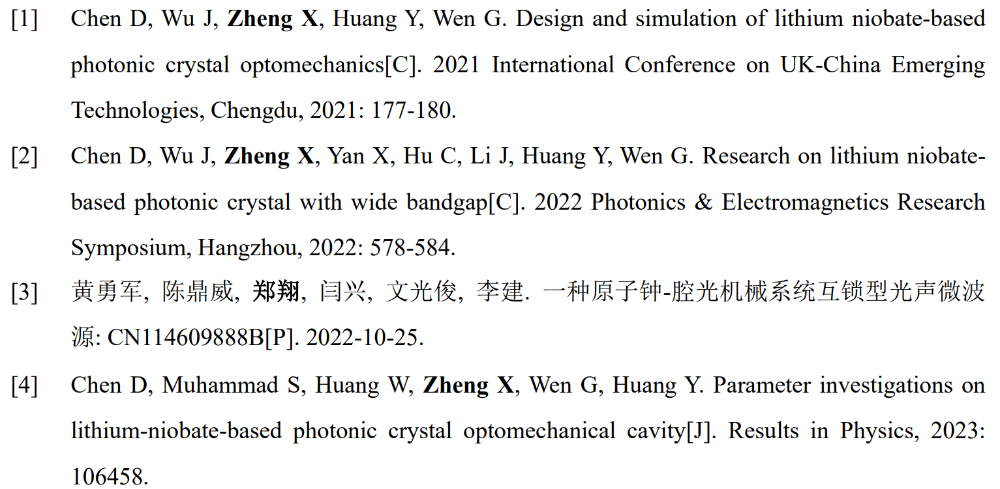 [1] Chen D, Wu J, Zheng X, Huang Y, Wen G. Design and simulation of lithium niobate-based
photonic crystal optomechanics[C]. 2021 International Conference on UK-China Emerging
Technologies, Chengdu, 2021: 177-180.
[2] Chen D, Wu J, Zheng X, Yan X, Hu C, Li J, Huang Y, Wen G. Research on lithium niobate-
based photonic crystal with wide bandgap[C]. 2022 Photonics & Electromagnetics Research
Symposium, Hangzhou, 2022: 578-584.
[3] 黄勇军, 陈鼎威, 郑翔, 闫兴, 文光俊, 李建. 一种原子钟-腔光机械系统互锁型光声微波
源: CN114609888B[P]. 2022-10-25.
[4] Chen D, Muhammad S, Huang W, Zheng X, Wen G, Huang Y. Parameter investigations on
lithium-niobate-based photonic crystal optomechanical cavity[J]. Results in Physics, 2023:
106458.